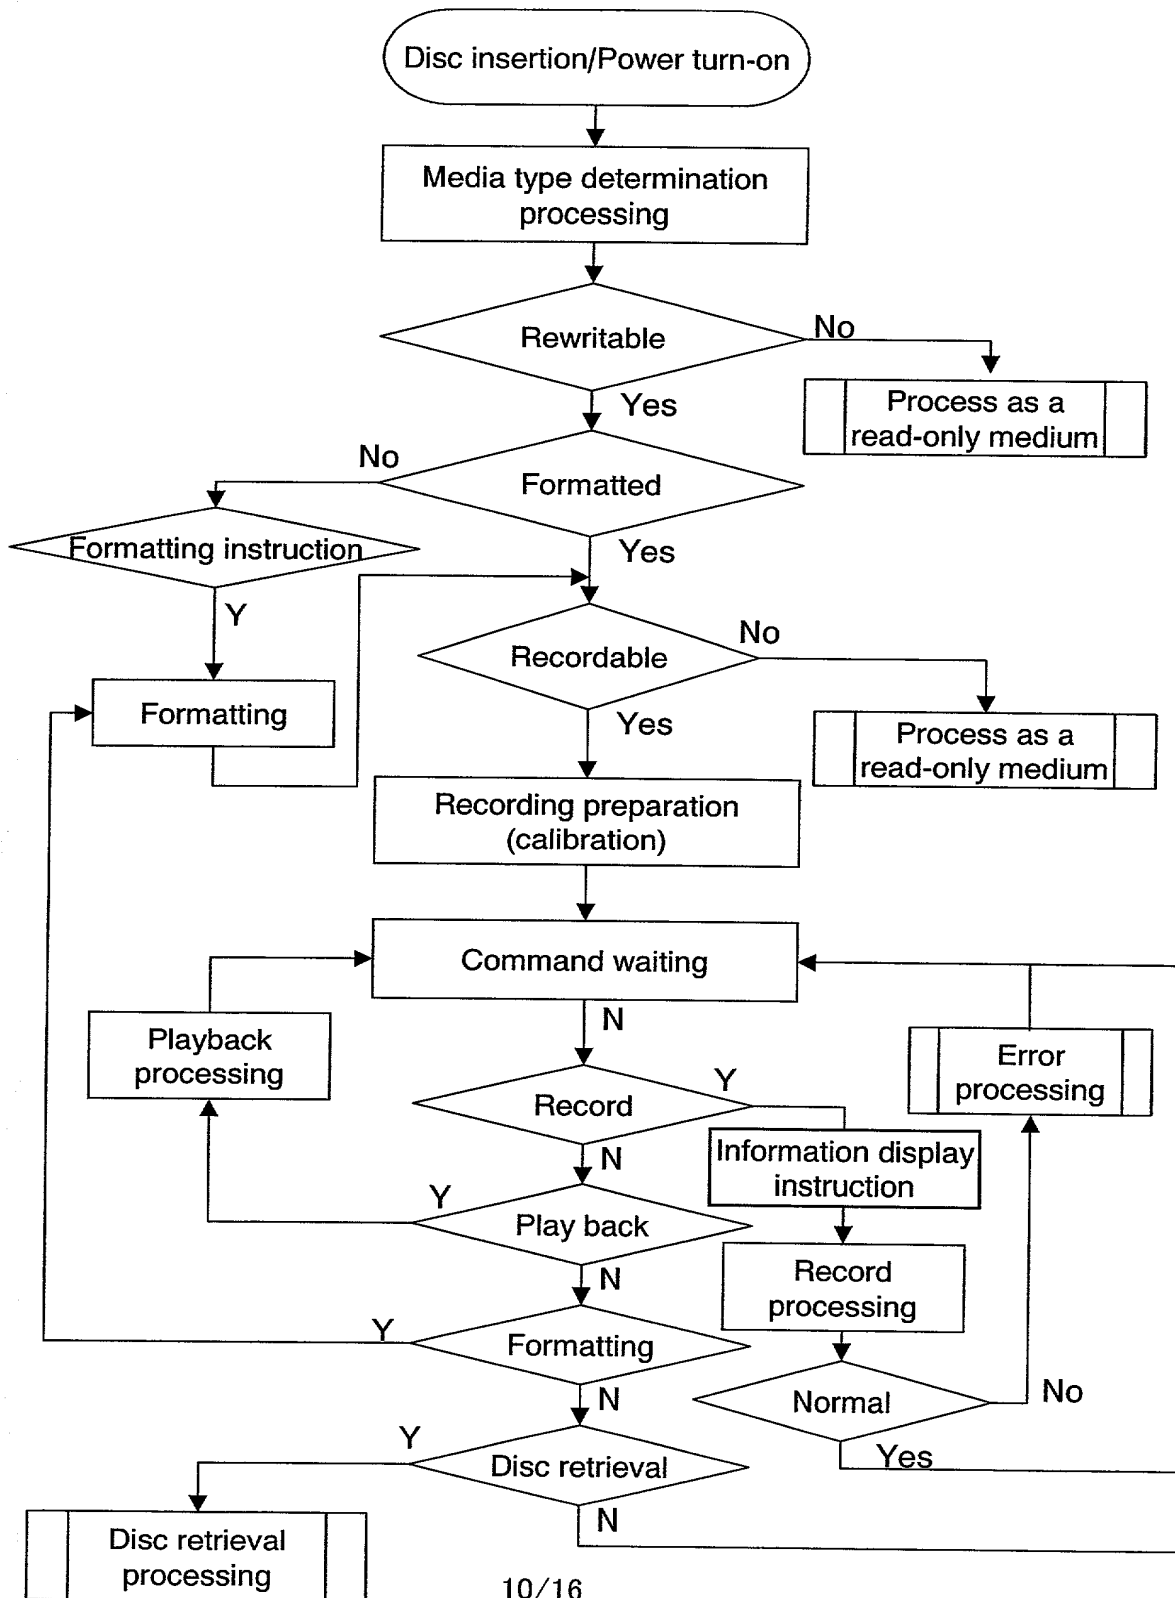 Disc insertion/Power turn-on
Media type determination
processing
Rewritable
No
Process as a
read-only medium
Yes
No
Formatted
Formatting instruction
Yes
Y
Recordable
No
Formatting
Yes
Process as a
read-only medium
Recording preparation
(calibration)
Command waiting
N
Playback
processing
Error
processing
Record
Y
Information display
instruction
N
Y
Play back
Record
processing
N
Y
Formatting
Normal
No
N
Yes
Y
Disc retrieval
N
Disc retrieval
processing
10/16